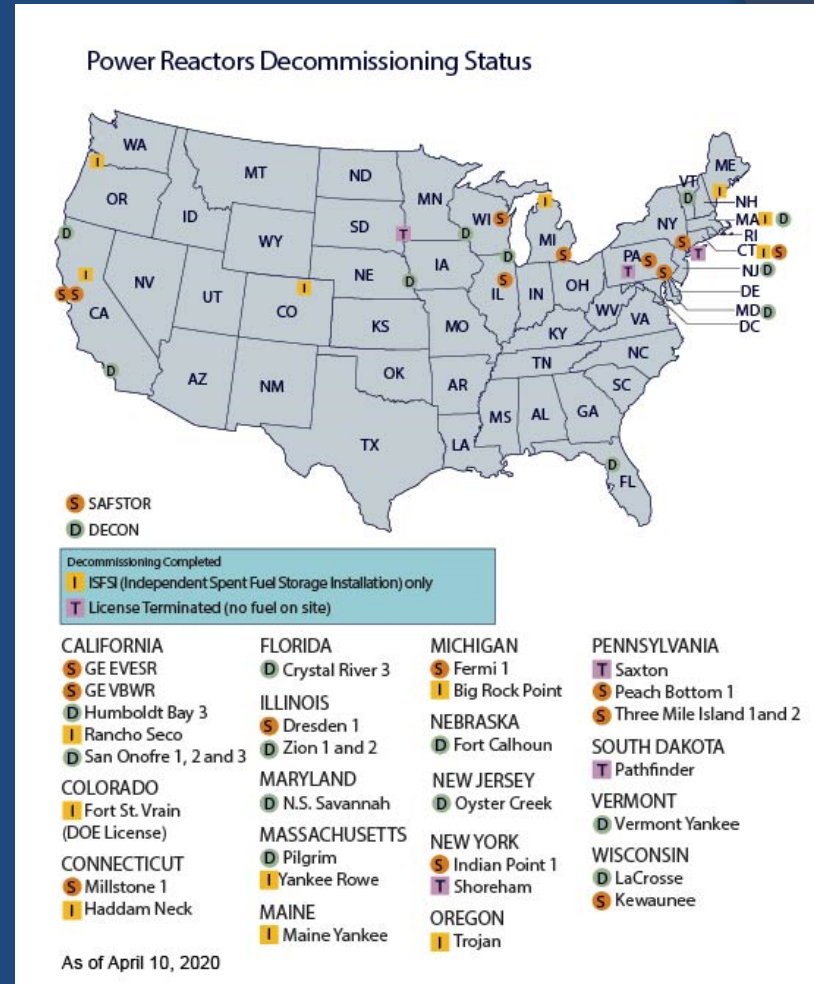 Power Reactors Decommissioning Status
WA
MT
ND
MN
OR
ID
WY
SD
WI S
MI
NY
VT
ME
NH
MA I D
RI
CT I S
NJ D
DE
MD D
DC
I
I
D
I
S S
D
NV
CA
UT
CO
I
NE
IA
T
D
D
D
S
IL
IN
OH
I
S
PA S
T
S
S
T
D
I
AZ
NM
KS
MO
KY
WV
VA
OK
AR
TN
NC
SC
TX
LA
MS
AL
GA
D
FL
S SAFSTOR
D DECON
Decommissioning Completed
I ISFSI (Independent Spent Fuel Storage Installation) only
T License Terminated (no fuel on site)
CALIFORNIA
S GE EVESR
S GE VBWR
D Humboldt Bay 3
I Rancho Seco
D San Onofre 1, 2 and 3
COLORADO
I Fort St. Vrain
(DOE License)
CONNECTICUT
S Millstone 1
I Haddam Neck
FLORIDA
D Crystal River 3
ILLINOIS
S Dresden 1
D Zion 1 and 2
MARYLAND
D N.S. Savannah
MASSACHUSETTS
D Pilgrim
I Yankee Rowe
MAINE
I Maine Yankee
MICHIGAN
S Fermi 1
I Big Rock Point
NEBRASKA
D Fort Calhoun
NEW JERSEY
D Oyster Creek
NEW YORK
S Indian Point 1
T Shoreham
OREGON
I Trojan
PENNSYLVANIA
T Saxton
S Peach Bottom 1
S Three Mile Island 1and 2
SOUTH DAKOTA
T Pathfinder
VERMONT
D Vermont Yankee
WISCONSIN
D LaCrosse
S Kewaunee
As of April 10, 2020